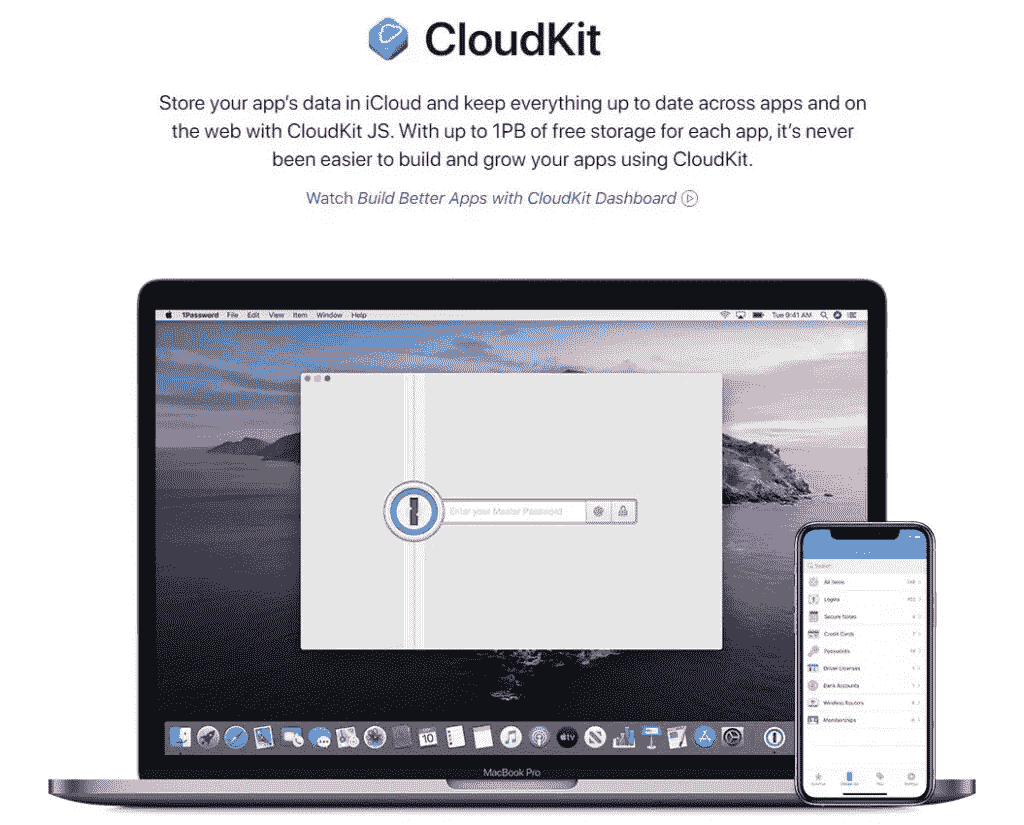 CloudKit
Store your app's data in iCloud and keep everything up to date across apps and on
the web with CloudKit JS. With up to 1PB of free storage for each app, it's never
been easier to build and grow your apps using CloudKit.
Watch Build Better Apps with CloudKit Dashboard
1Password File Edit View Item Window Help
Tue 9:41 AM
Enter your Master Password
Search
All Items
Logins
Secure Notes
Credit Cards
Passwords
Driver Licenses
Bank Accounts
Wireless Routers
Memberships
10
tv
MacBook Pro